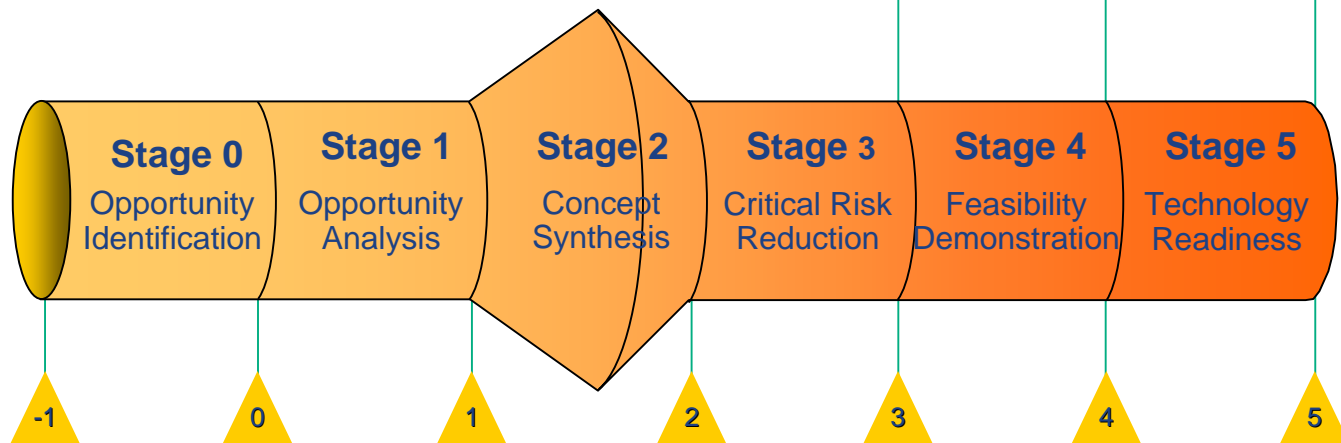 Stage 0
Opportunity
Identification
Stage 1
Opportunity
Analysis
Stage 2
Concept
Synthesis
Stage 3
Critical Risk
Reduction
Stage 4
Feasibility
Demonstration
Stage 5
Technology
Readiness
-1
0
1
2
3
4
5